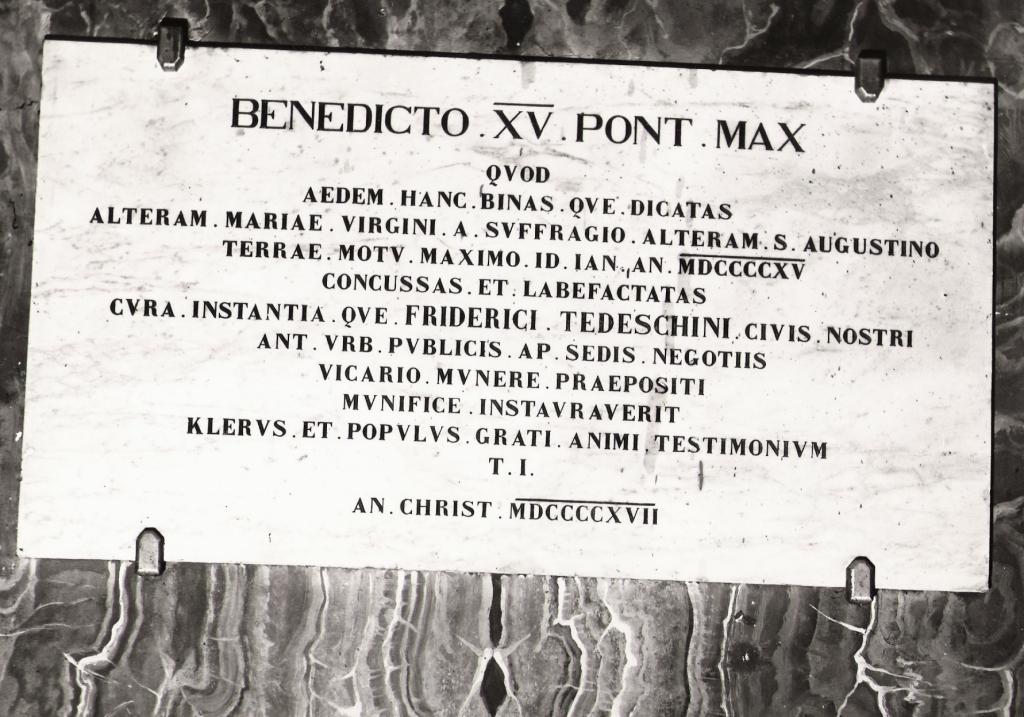 BENEDICTO . XV . PONT . MAX
QVOD
AEDEM . HANC . BINAS . QVE . DICATAS
ALTERAM . MARIAE . VIRGINI . A . SVFFRAGIO . ALTERAM . S . AUGUSTINO
TERRAE . MOTV . MAXIMO . ID . IAN . AN . MDCCCCXV
CONCUSSAS . ET . LABEFACTATAS
CVRA . INSTANTIA . QVE . FRIDERICI . TEDESCHINI . CIVIS . NOSTRI
ANT . VRB . PVBLICIS . AP . SEDIS . NEGOTIIS
VICARIO . MVNERE . PRAEPOSITI
MVNIFICE . INSTAVRAVERIT
KLERVS . ET . POPVLVS . GRATI . ANIMI . TESTIMONIVM
T . I .
AN . CHRIST . MDCCCCXVII